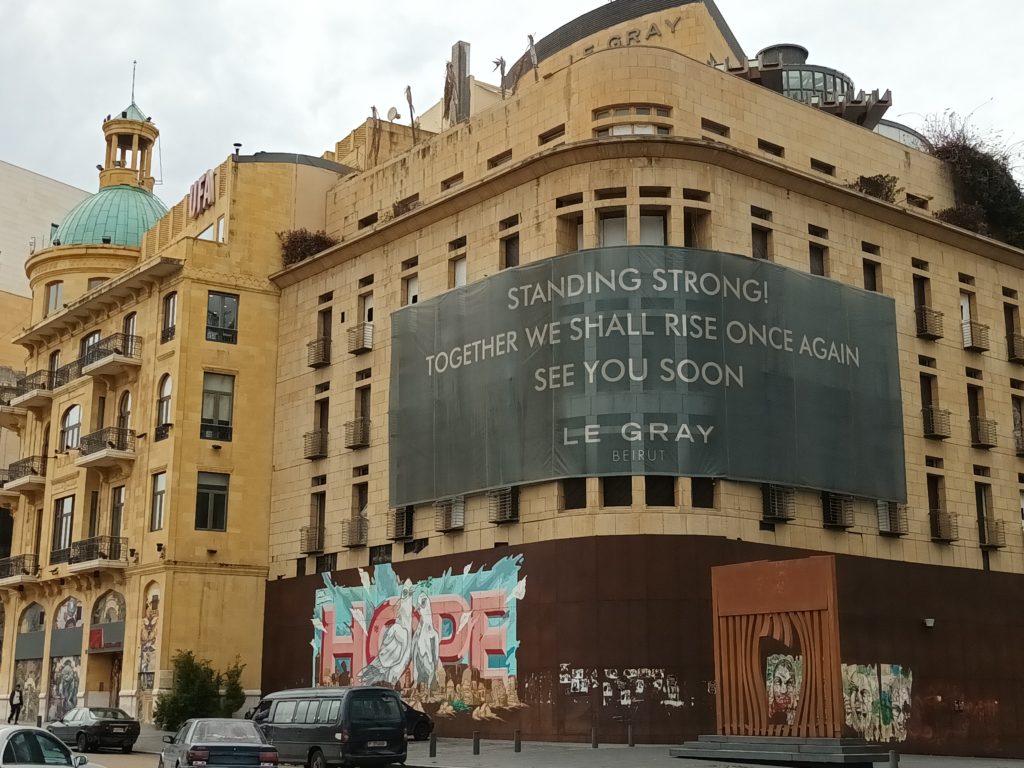 LE GRAY
STANDING STRONG!
TOGETHER WE SHALL RISE ONCE AGAIN
SEE YOU SOON
LE GRAY
BEIRUT
HOPE